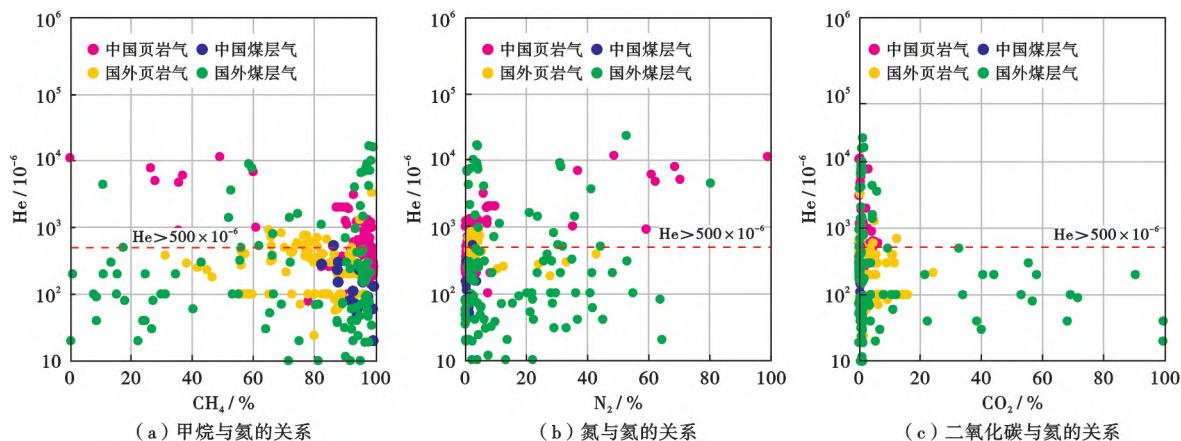 10⁶
10⁵
10⁴
10³
10²
10
He / 10⁻⁶
中国页岩气 中国煤层气
国外页岩气 国外煤层气
He＞500×10⁻⁶
0 20 40 60 80 100
CH₄ / %
（a）甲烷与氦的关系
10⁶
10⁵
10⁴
10³
10²
10
He / 10⁻⁶
中国页岩气 中国煤层气
国外页岩气 国外煤层气
He＞500×10⁻⁶
0 20 40 60 80 100
N₂ / %
（b）氮与氦的关系
10⁶
10⁵
10⁴
10³
10²
10
He / 10⁻⁶
中国页岩气 中国煤层气
国外页岩气 国外煤层气
He＞500×10⁻⁶
0 20 40 60 80 100
CO₂ / %
（c）二氧化碳与氦的关系